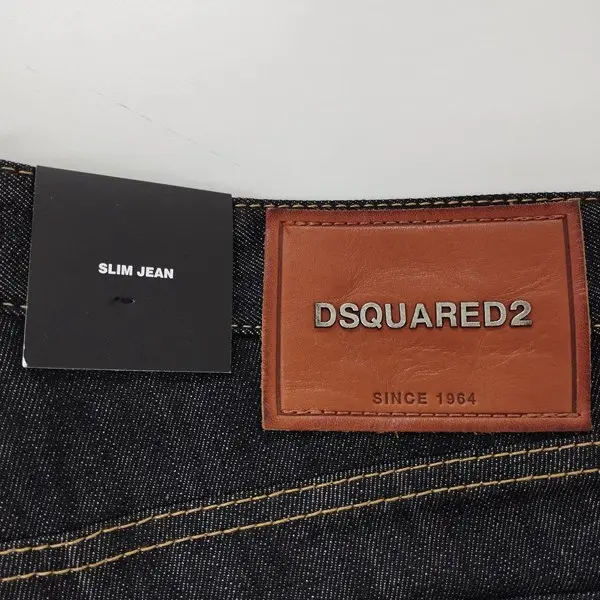 SLIM JEAN
DSQUARED2
SINCE 1964